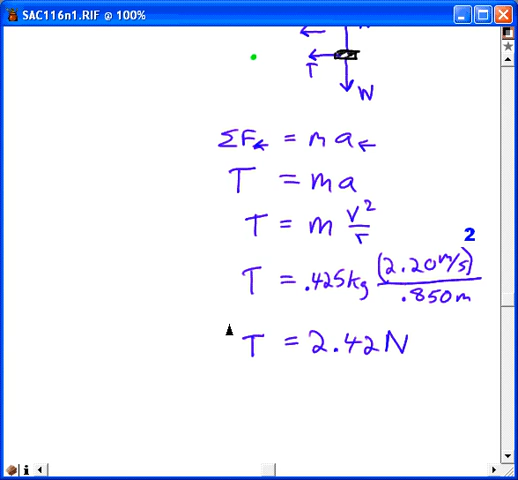 SAC116n1.RIF @ 100%
T
W
ΣF← = ma←
T = ma
T = m v²/r
T = .425kg (2.20m/s)²/.850m
T = 2.42N